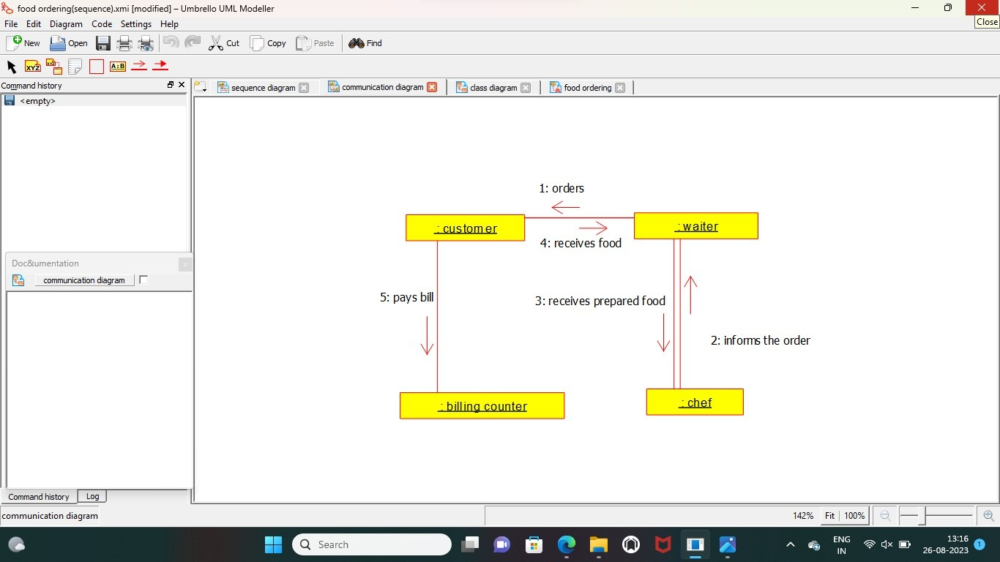 food ordering(sequence).xmi [modified] – Umbrello UML Modeller
Close
File Edit Diagram Code Settings Help
New Open Cut Copy Paste Find
XYZ XYZ A:B
Command history
sequence diagram communication diagram class diagram food ordering
<empty>
1: orders
: customer
: waiter
4: receives food
Doc&umentation
communication diagram
5: pays bill
3: receives prepared food
2: informs the order
: billing counter
: chef
Command history Log
communication diagram
142% Fit 100%
Search
ENG
IN
13:16
26-08-2023
1